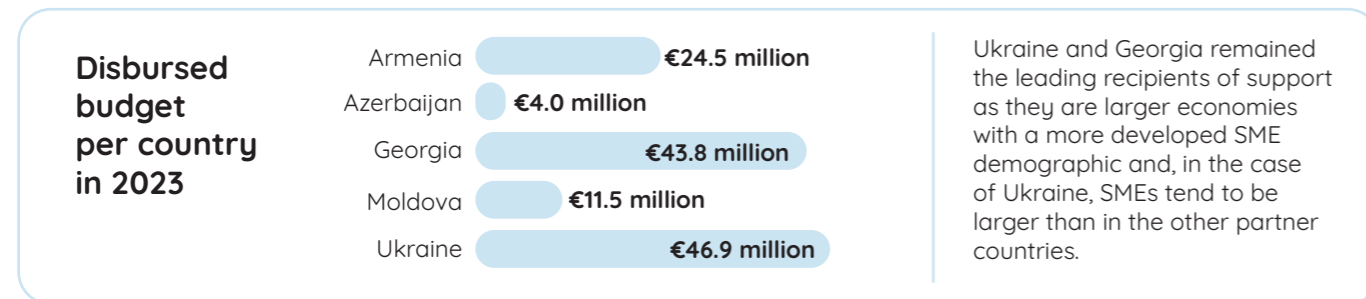 Disbursed
budget
per country
in 2023
Armenia €24.5 million
Azerbaijan €4.0 million
Georgia €43.8 million
Moldova €11.5 million
Ukraine €46.9 million
Ukraine and Georgia remained
the leading recipients of support
as they are larger economies
with a more developed SME
demographic and, in the case
of Ukraine, SMEs tend to be
larger than in the other partner
countries.